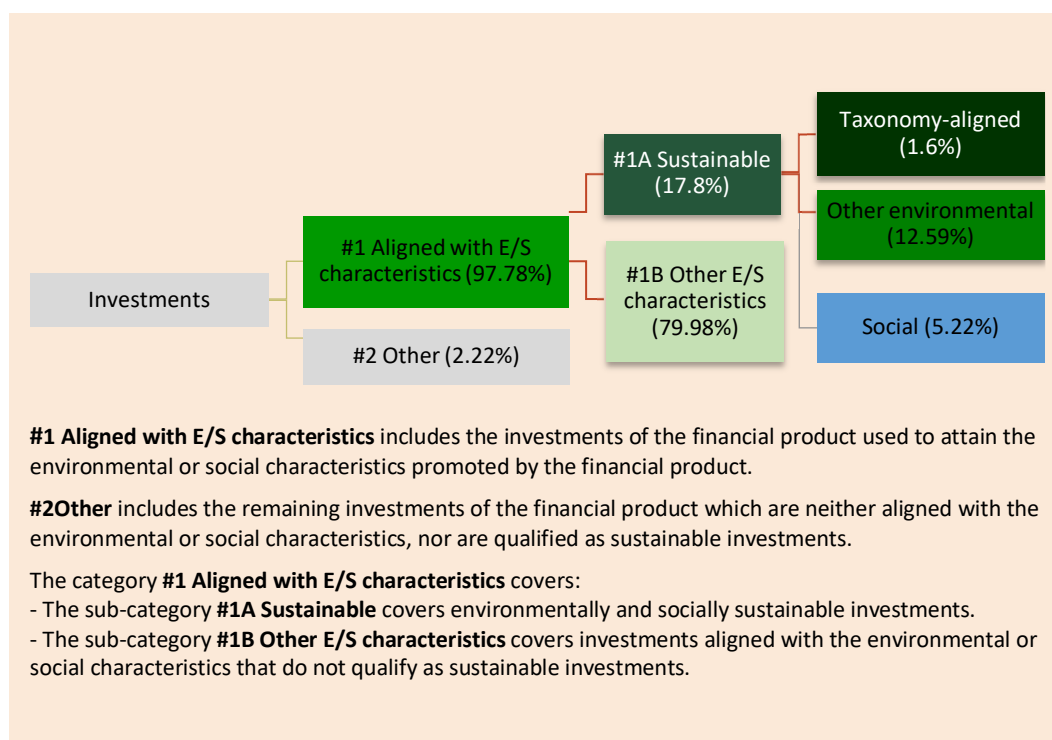 Taxonomy-aligned
(1.6%)
#1A Sustainable
(17.8%)
Other environmental
(12.59%)
#1 Aligned with E/S
characteristics (97.78%)
#1B Other E/S
characteristics
(79.98%)
Investments
Social (5.22%)
#2 Other (2.22%)
#1 Aligned with E/S characteristics includes the investments of the financial product used to attain the
environmental or social characteristics promoted by the financial product.
#2Other includes the remaining investments of the financial product which are neither aligned with the
environmental or social characteristics, nor are qualified as sustainable investments.
The category #1 Aligned with E/S characteristics covers:
- The sub-category #1A Sustainable covers environmentally and socially sustainable investments.
- The sub-category #1B Other E/S characteristics covers investments aligned with the environmental or
social characteristics that do not qualify as sustainable investments.